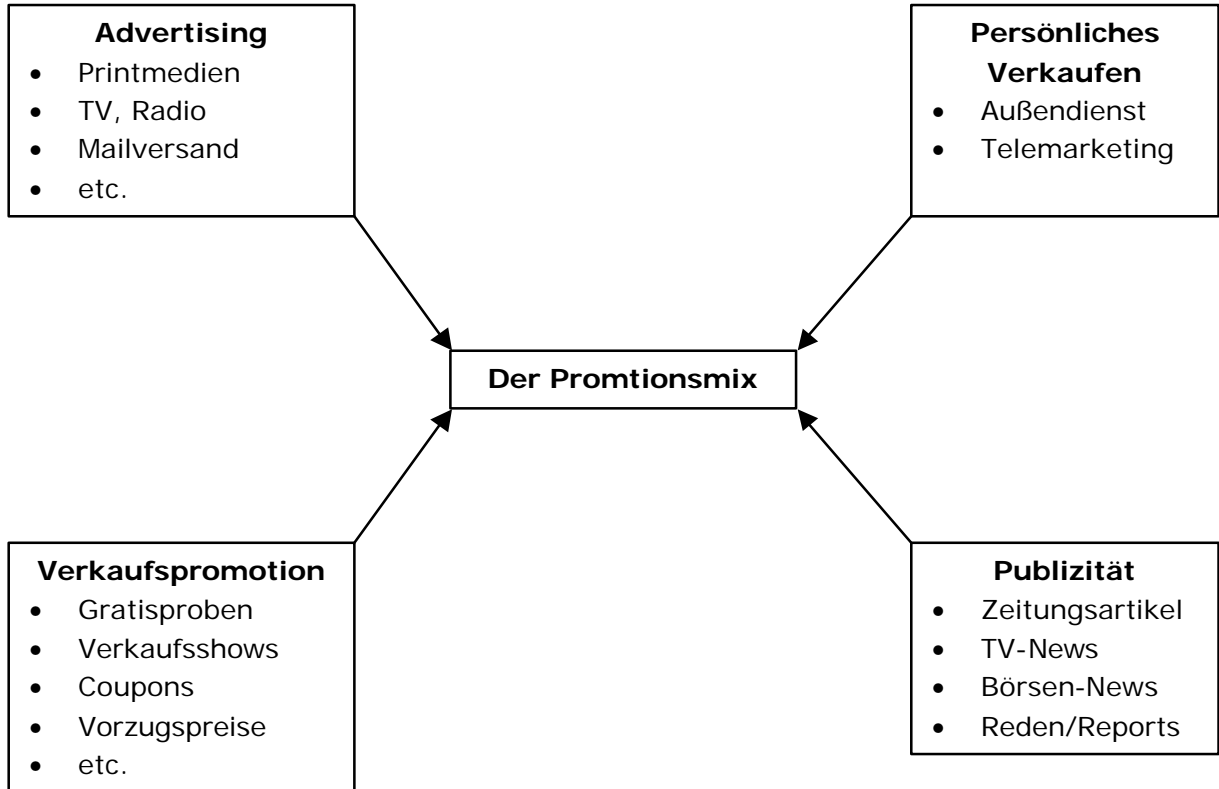 Advertising
• Printmedien
• TV, Radio
• Mailversand
• etc.
Persönliches
Verkaufen
• Außendienst
• Telemarketing
Der Promtionsmix
Verkaufspromotion
• Gratisproben
• Verkaufsshows
• Coupons
• Vorzugspreise
• etc.
Publizität
• Zeitungsartikel
• TV-News
• Börsen-News
• Reden/Reports